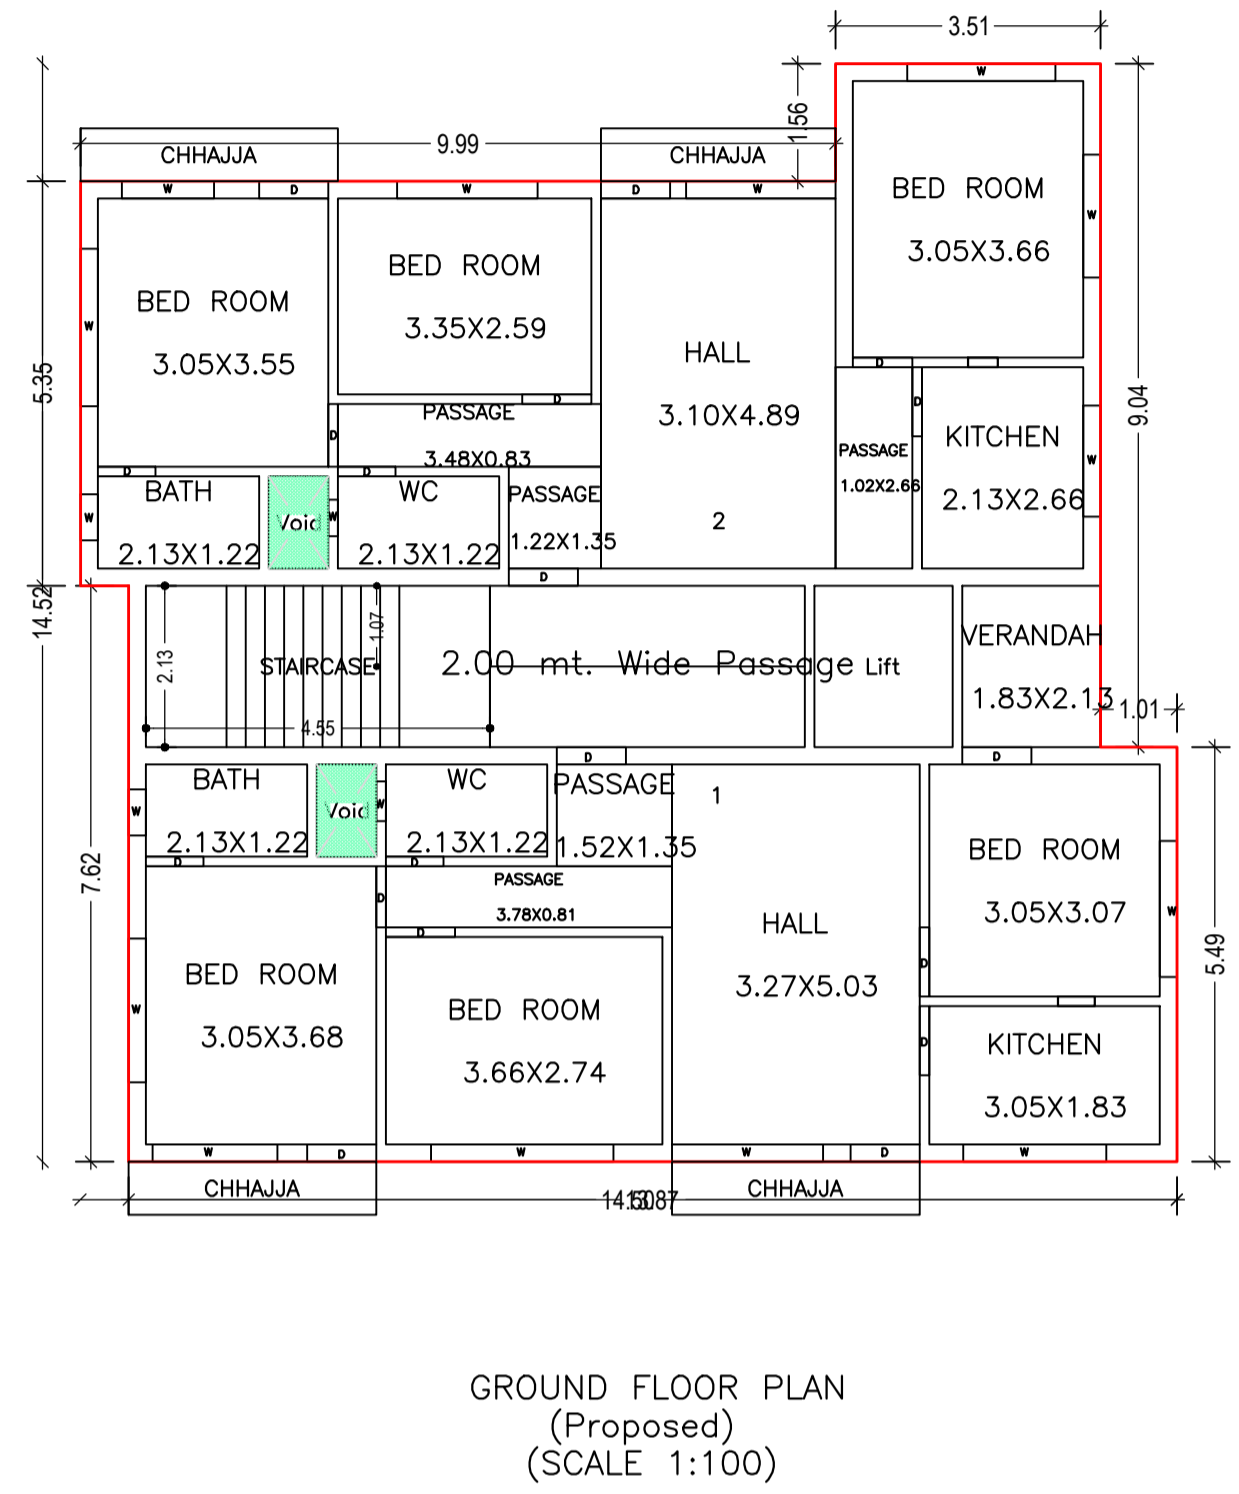 3.51
1.56
9.99
CHHAJJA
CHHAJJA
W
W
D
W
D
W
BED ROOM
3.05X3.66
W
BED ROOM
3.35X2.59
BED ROOM
3.05X3.55
W
HALL
3.10X4.89
D
5.35
9.04
D
D
PASSAGE
3.48X0.83
D
D
D
PASSAGE
1.02X2.66
KITCHEN
2.13X2.66
W
BATH
2.13X1.22
W
Void
W
WC
2.13X1.22
PASSAGE
1.22X1.35
2
D
14.52
2.13
1.07
STAIRCASE
4.55
2.00 mt. Wide Passage
Lift
VERANDAH
1.83X2.13
1.01
D
D
BATH
2.13X1.22
W
Void
W
WC
2.13X1.22
PASSAGE
1.52X1.35
1
D
D
7.62
PASSAGE
3.78X0.81
D
D
BED ROOM
3.05X3.07
W
HALL
3.27X5.03
D
5.49
BED ROOM
3.05X3.68
W
BED ROOM
3.66X2.74
D
KITCHEN
3.05X1.83
W
D
W
W
D
W
CHHAJJA
CHHAJJA
GROUND FLOOR PLAN
(Proposed)
(SCALE 1:100)